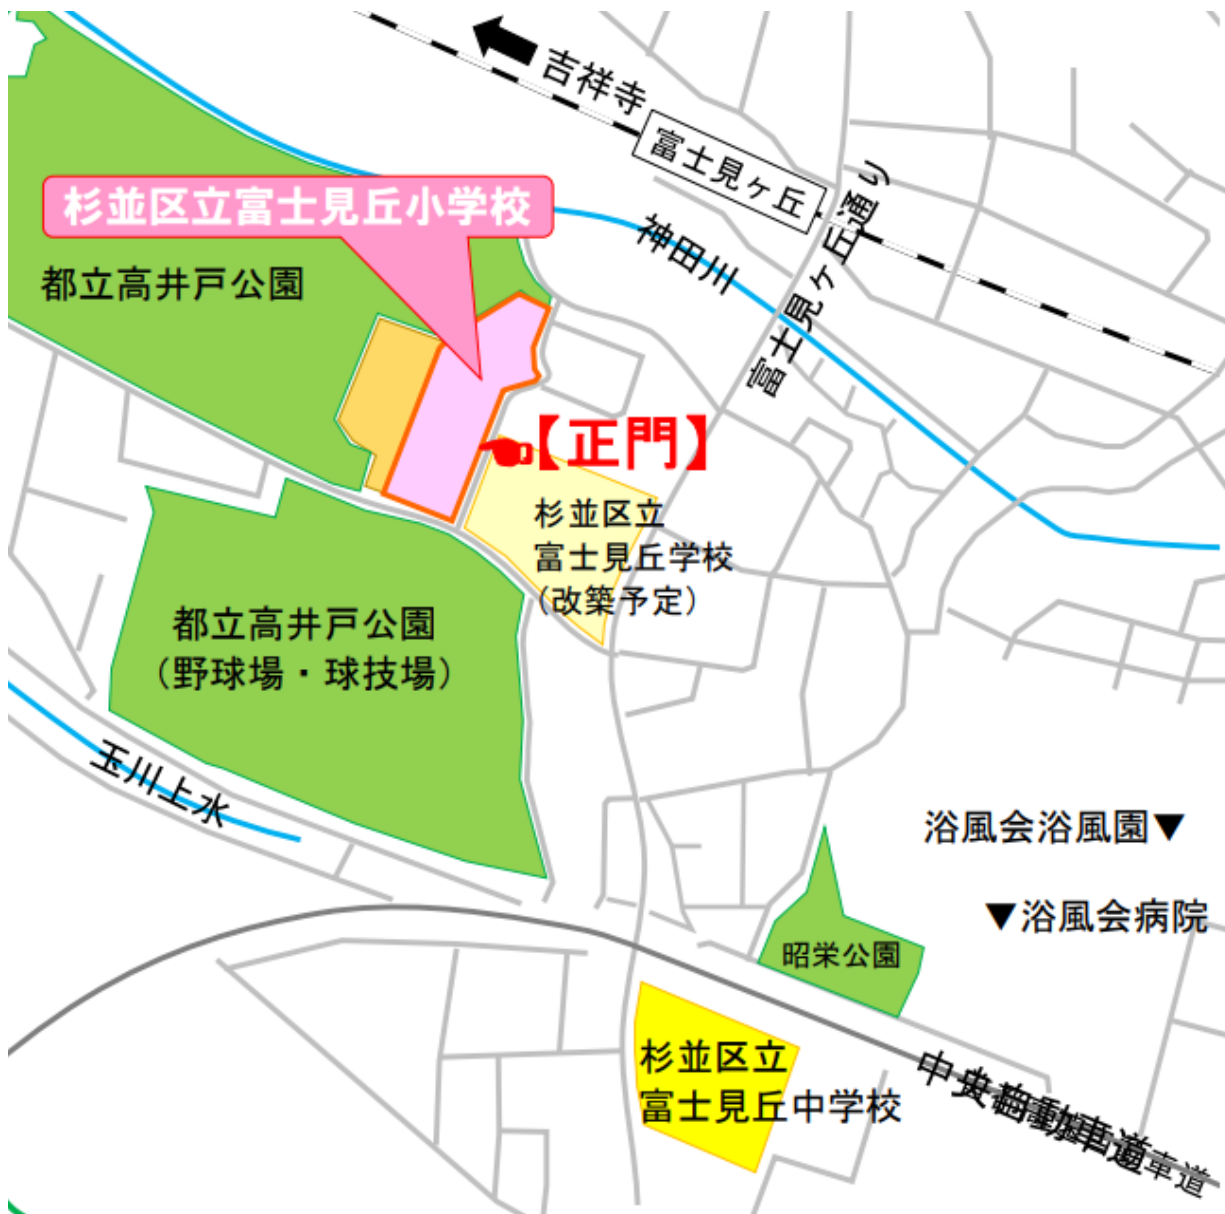 吉祥寺
富士見ヶ丘
富士見ヶ丘通り
杉並区立富士見丘小学校
神田川
都立高井戸公園
【正門】
杉並区立
富士見丘学校
(改築予定)
都立高井戸公園
(野球場・球技場)
玉川上水
浴風会浴風園▼
▼浴風会病院
昭栄公園
杉並区立
富士見丘中学校
中央自動車道